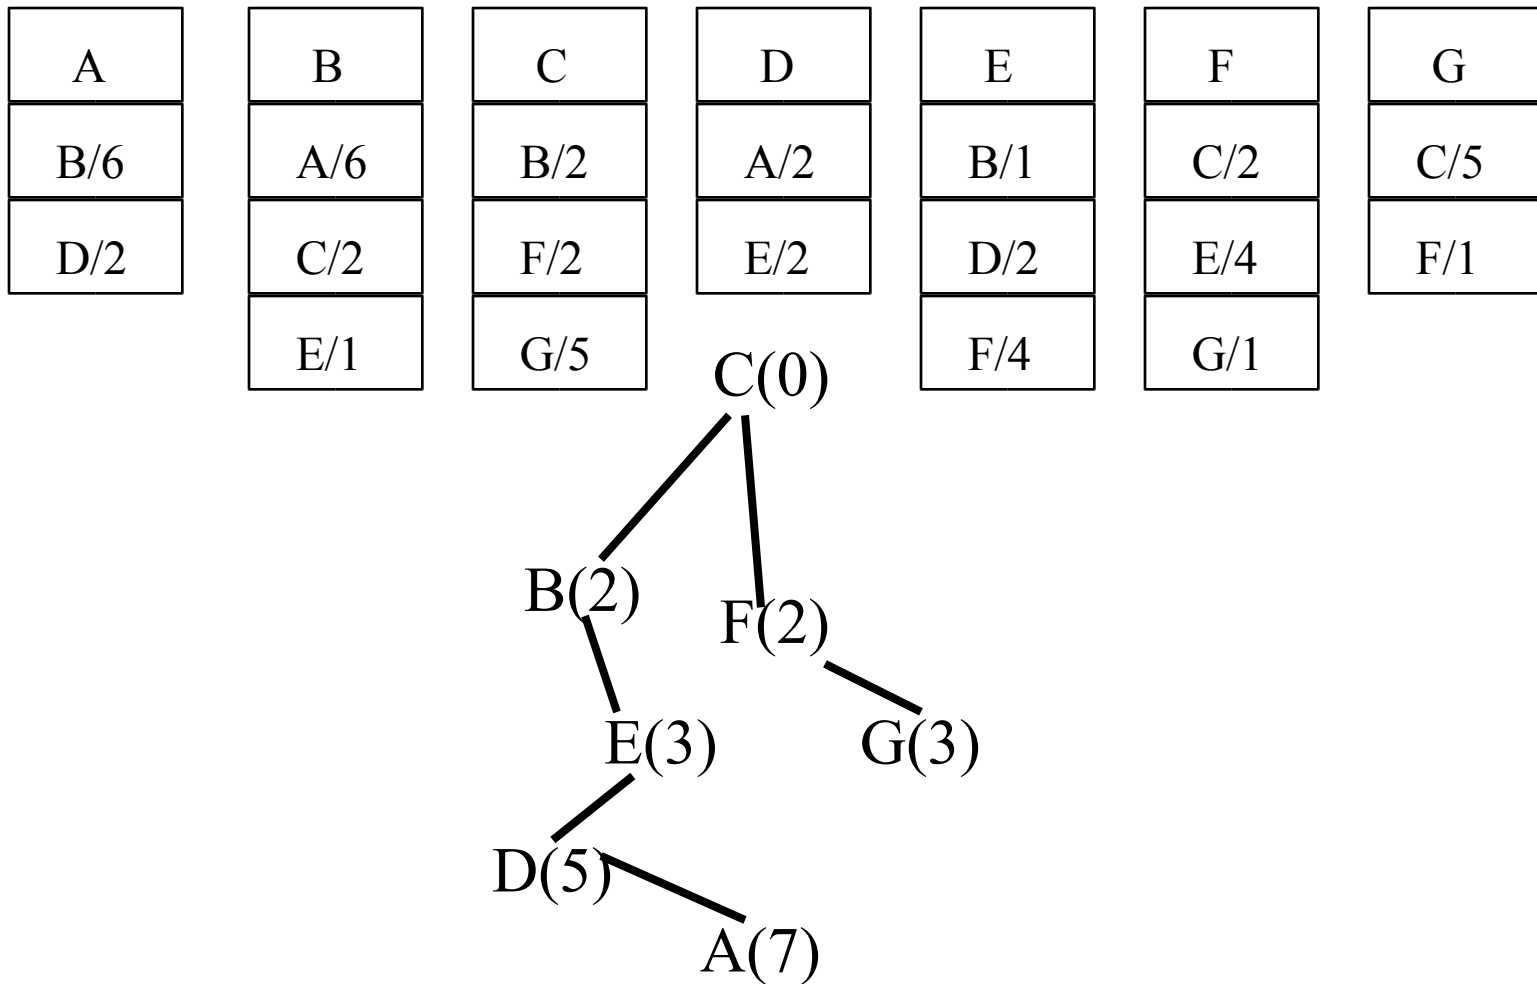 A B C D E F G
B/6 A/6 B/2 A/2 B/1 C/2 C/5
D/2 C/2 F/2 E/2 D/2 E/4 F/1
E/1 G/5 F/4 G/1
C(0)
B(2)
F(2)
E(3) G(3)
D(5)
A(7)